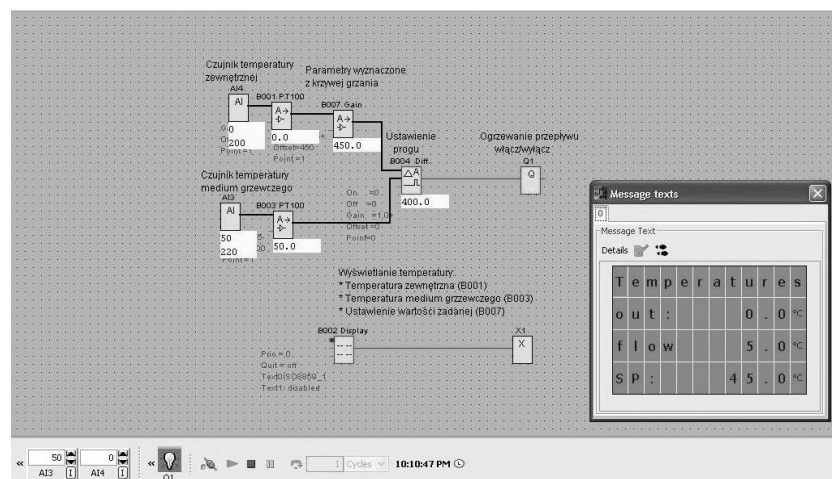 Czujnik temperatury
zewnętrznej
AI4
AI
0
200
Point=1
B001.PT100
A→
0.0
Offset=450
Point=1
Parametry wyznaczone
z krzywej grzania
B007.Gain
A→
450.0
Ustawienie
progu
B004 Diff.
ΔA
400.0
Ogrzewanie przepływu
włącz/wyłącz
Q1
Q
Czujnik temperatury
medium grzewczego
AI3
AI
50
220
Point=1
B003 PT100
A→
50.0
On =0
Off =0
Gain =1.0
Offset=0
Point=0
Wyświetlanie temperatury:
* Temperatura zewnętrzna (B001)
* Temperatura medium grzzewczego (B003)
* Ustawienie wartości zadanej (B007)
B002 Display
X1
X
Prio = 0
Quit = off
Text1: disabled
Message texts
0
Message Text
Details
Temperatures
out: 0.0 °C
flow 5.0 °C
SP: 45.0 °C
« 50 0 « 1 Cycles 10:10:47 PM
AI3 I AI4 I Q1